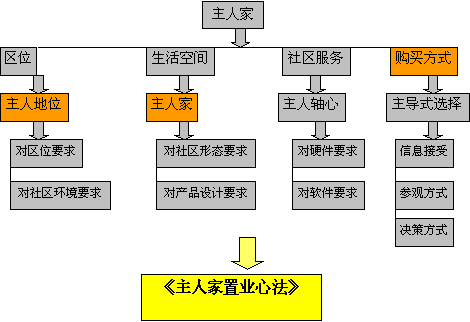 主人家
区位
生活空间
社区服务
购买方式
主人地位
主人家
主人轴心
主导式选择
对区位要求
对社区形态要求
对硬件要求
信息接受
对社区环境要求
对产品设计要求
对软件要求
参观方式
决策方式
《主人家置业心法》